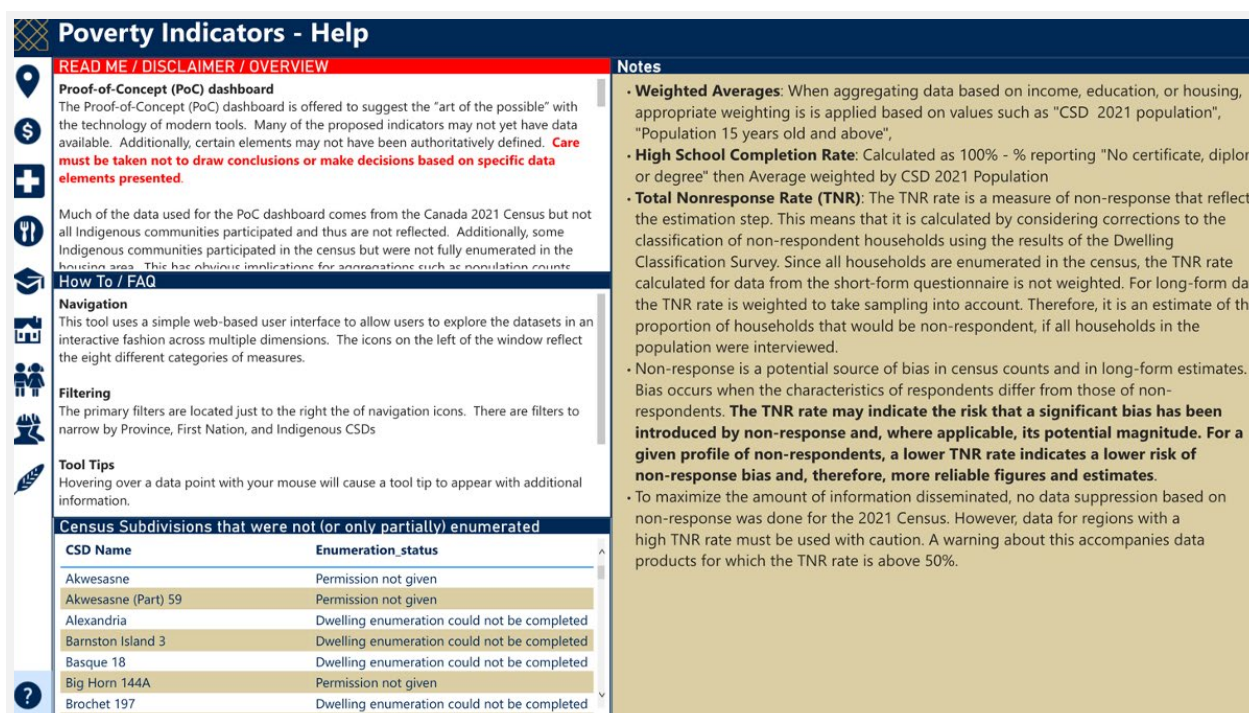 Poverty Indicators - Help
READ ME / DISCLAIMER / OVERVIEW
Proof-of-Concept (PoC) dashboard
The Proof-of-Concept (PoC) dashboard is offered to suggest the "art of the possible" with
the technology of modern tools. Many of the proposed indicators may not yet have data
available. Additionally, certain elements may not have been authoritatively defined. Care
must be taken not to draw conclusions or make decisions based on specific data
elements presented.
Much of the data used for the PoC dashboard comes from the Canada 2021 Census but not
all Indigenous communities participated and thus are not reflected. Additionally, some
Indigenous communities participated in the census but were not fully enumerated in the
housing area. This has obvious implications for aggregations such as population counts
How To / FAQ
Navigation
This tool uses a simple web-based user interface to allow users to explore the datasets in an
interactive fashion across multiple dimensions. The icons on the left of the window reflect
the eight different categories of measures.
Filtering
The primary filters are located just to the right the of navigation icons. There are filters to
narrow by Province, First Nation, and Indigenous CSDs
Tool Tips
Hovering over a data point with your mouse will cause a tool tip to appear with additional
information.
Census Subdivisions that were not (or only partially) enumerated
CSD Name Enumeration_status
Akwesasne Permission not given
Akwesasne (Part) 59 Permission not given
Alexandria Dwelling enumeration could not be completed
Barnston Island 3 Dwelling enumeration could not be completed
Basque 18 Dwelling enumeration could not be completed
Big Horn 144A Permission not given
Brochet 197 Dwelling enumeration could not be completed
Notes
• Weighted Averages: When aggregating data based on income, education, or housing,
appropriate weighting is is applied based on values such as "CSD 2021 population",
"Population 15 years old and above",
• High School Completion Rate: Calculated as 100% - % reporting "No certificate, diplor
or degree" then Average weighted by CSD 2021 Population
• Total Nonresponse Rate (TNR): The TNR rate is a measure of non-response that reflect
the estimation step. This means that it is calculated by considering corrections to the
classification of non-respondent households using the results of the Dwelling
Classification Survey. Since all households are enumerated in the census, the TNR rate
calculated for data from the short-form questionnaire is not weighted. For long-form da
the TNR rate is weighted to take sampling into account. Therefore, it is an estimate of th
proportion of households that would be non-respondent, if all households in the
population were interviewed.
• Non-response is a potential source of bias in census counts and in long-form estimates.
Bias occurs when the characteristics of respondents differ from those of non-
respondents. The TNR rate may indicate the risk that a significant bias has been
introduced by non-response and, where applicable, its potential magnitude. For a
given profile of non-respondents, a lower TNR rate indicates a lower risk of
non-response bias and, therefore, more reliable figures and estimates.
• To maximize the amount of information disseminated, no data suppression based on
non-response was done for the 2021 Census. However, data for regions with a
high TNR rate must be used with caution. A warning about this accompanies data
products for which the TNR rate is above 50%.